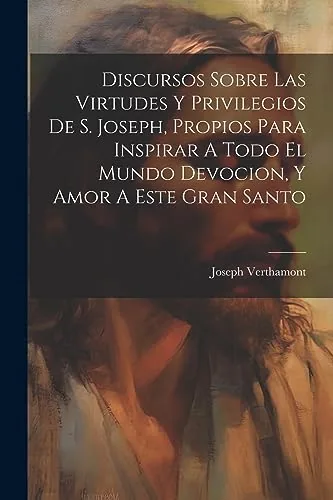 Discursos Sobre Las
Virtudes Y Privilegios
De S. Joseph, Propios Para
Inspirar A Todo El
Mundo Devocion, Y
Amor A Este Gran Santo
Joseph Verthamont